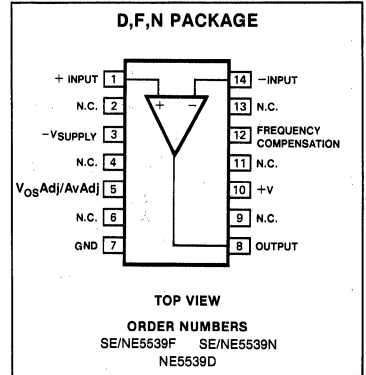 D,F,N PACKAGE
+ INPUT 1 14 −INPUT
+ −
N.C. 2 13 N.C.
−VSUPPLY 3 12 FREQUENCY COMPENSATION
N.C. 4 11 N.C.
VOSAdj/AvAdj 5 10 +V
N.C. 6 9 N.C.
GND 7 8 OUTPUT
TOP VIEW
ORDER NUMBERS
SE/NE5539F SE/NE5539N
NE5539D